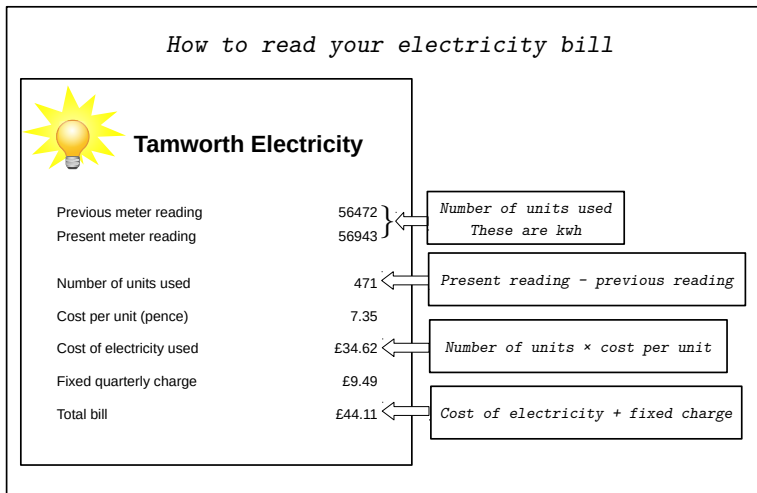 How to read your electricity bill
Tamworth Electricity
Previous meter reading 56472
Present meter reading 56943
Number of units used
These are kwh
Number of units used 471
Present reading - previous reading
Cost per unit (pence) 7.35
Cost of electricity used £34.62
Number of units × cost per unit
Fixed quarterly charge £9.49
Total bill £44.11
Cost of electricity + fixed charge